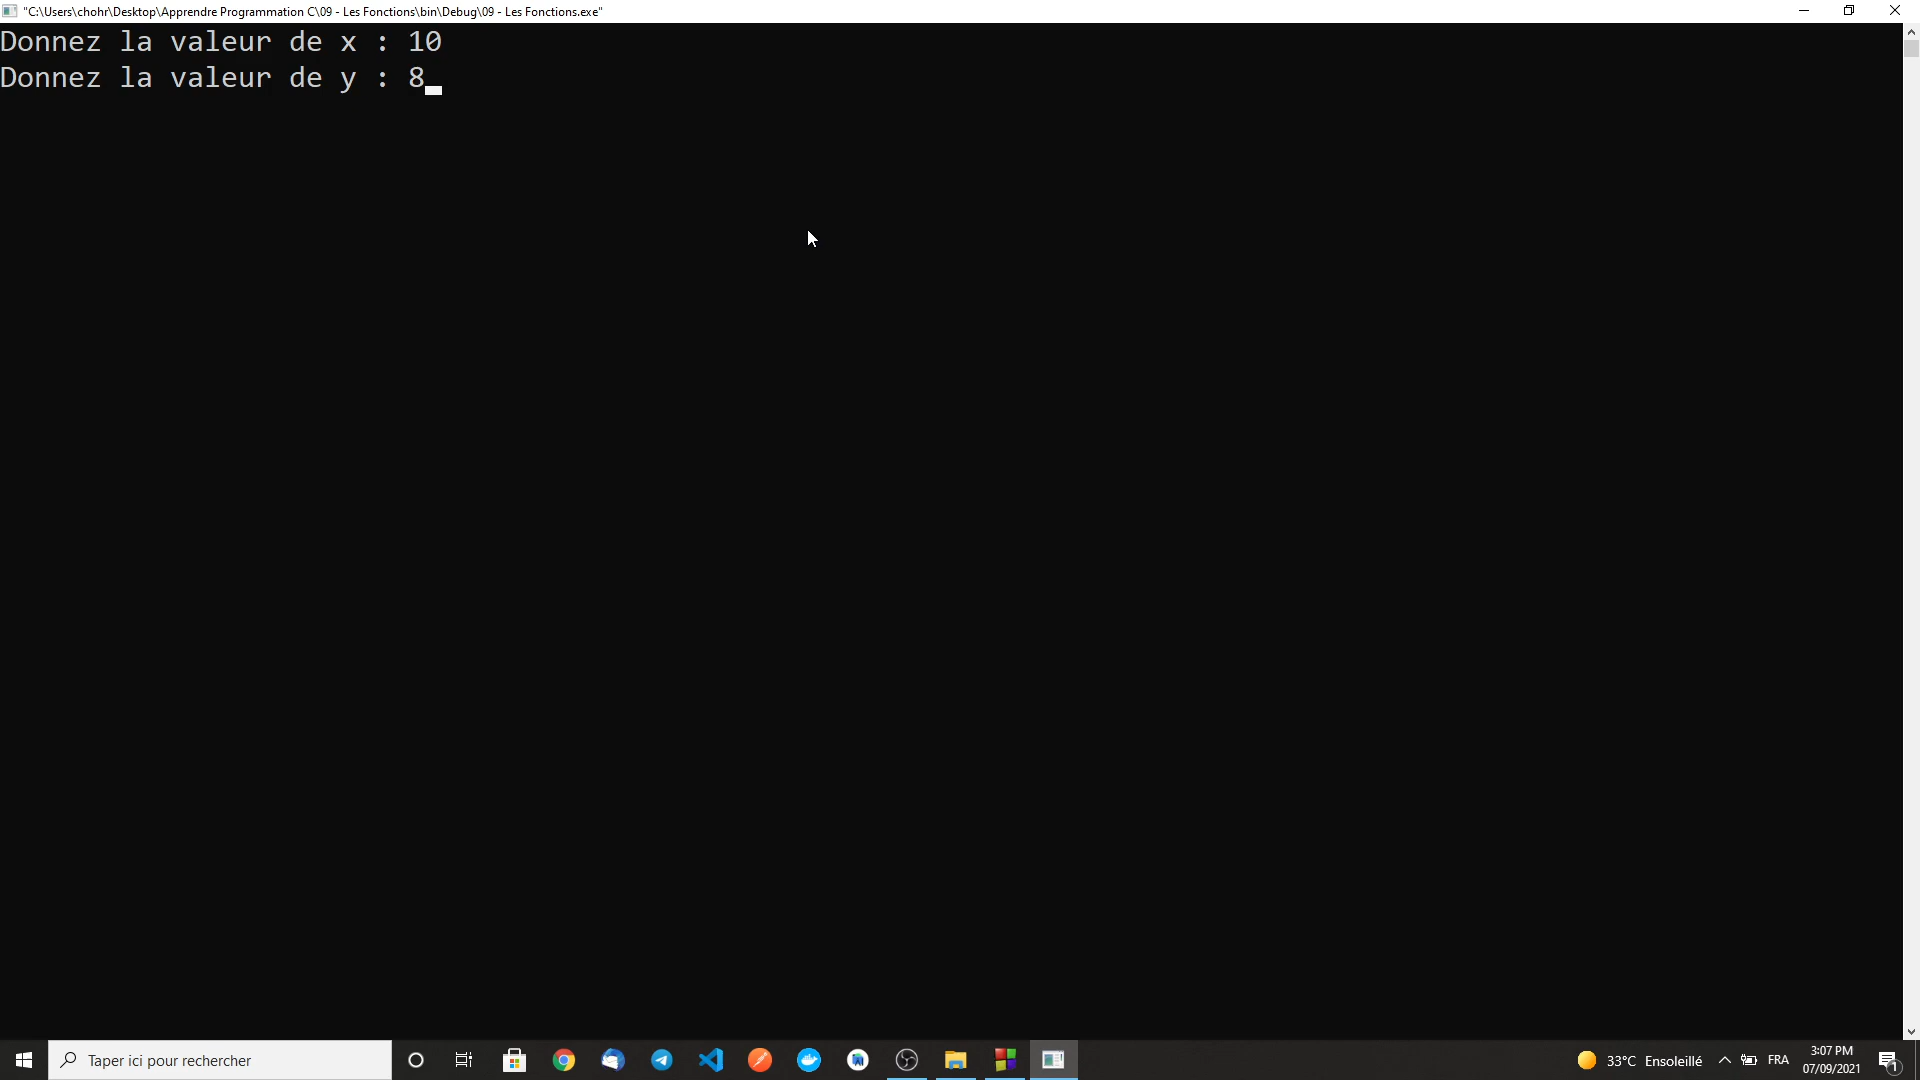 "C:\Users\chohr\Desktop\Apprendre Programmation C\09 - Les Fonctions\bin\Debug\09 - Les Fonctions.exe"
Donnez la valeur de x : 10
Donnez la valeur de y : 8
Taper ici pour rechercher
33°C Ensoleillé
FRA
3:07 PM
07/09/2021
1